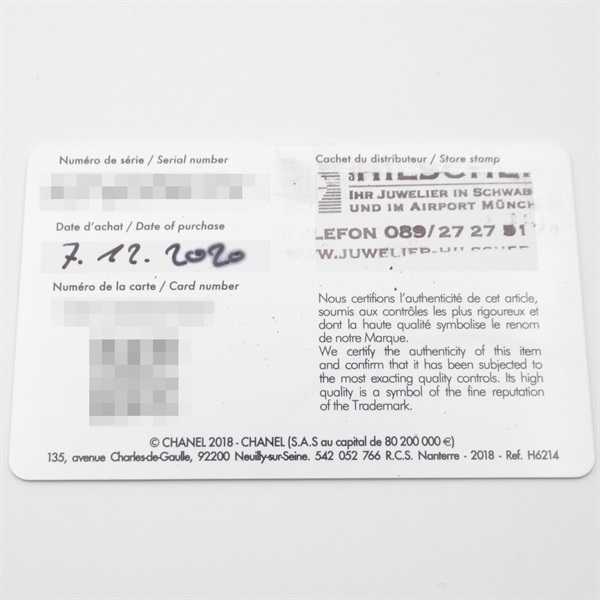 Numéro de série / Serial number
Date d'achat / Date of purchase
7. 12. 2020
Numéro de la carte / Card number
Cachet du distributeur / Store stamp
IHR JUWELIER IN SCHWAB
UND IM AIRPORT MÜNCH
LEFON 089/27 27
W.JUWELIER-
Nous certifions l'authenticité de cet article,
soumis aux contrôles les plus rigoureux et
dont la haute qualité symbolise le renom
de notre Marque.
We certify the authenticity of this item
and confirm that it has been subjected to
the most exacting quality controls. Its high
quality is a symbol of the fine reputation
of the Trademark.
© CHANEL 2018 - CHANEL (S.A.S au capital de 80 200 000 €)
135, avenue Charles-de-Gaulle, 92200 Neuilly-sur-Seine. 542 052 766 R.C.S. Nanterre - 2018 - Ref. H6214